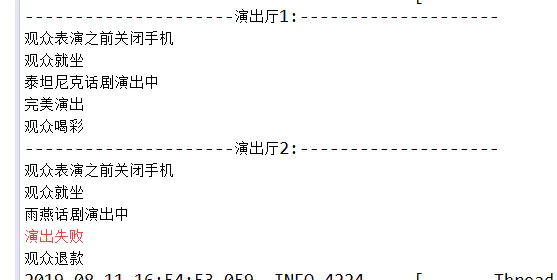 ---------------------演出厅1:--------------------
观众表演之前关闭手机
观众就坐
泰坦尼克话剧演出中
完美演出
观众喝彩
---------------------演出厅2:--------------------
观众表演之前关闭手机
观众就坐
雨燕话剧演出中
演出失败
观众退款
2019-08-11 16:54:53,059 INFO 4224 --- [ Thread